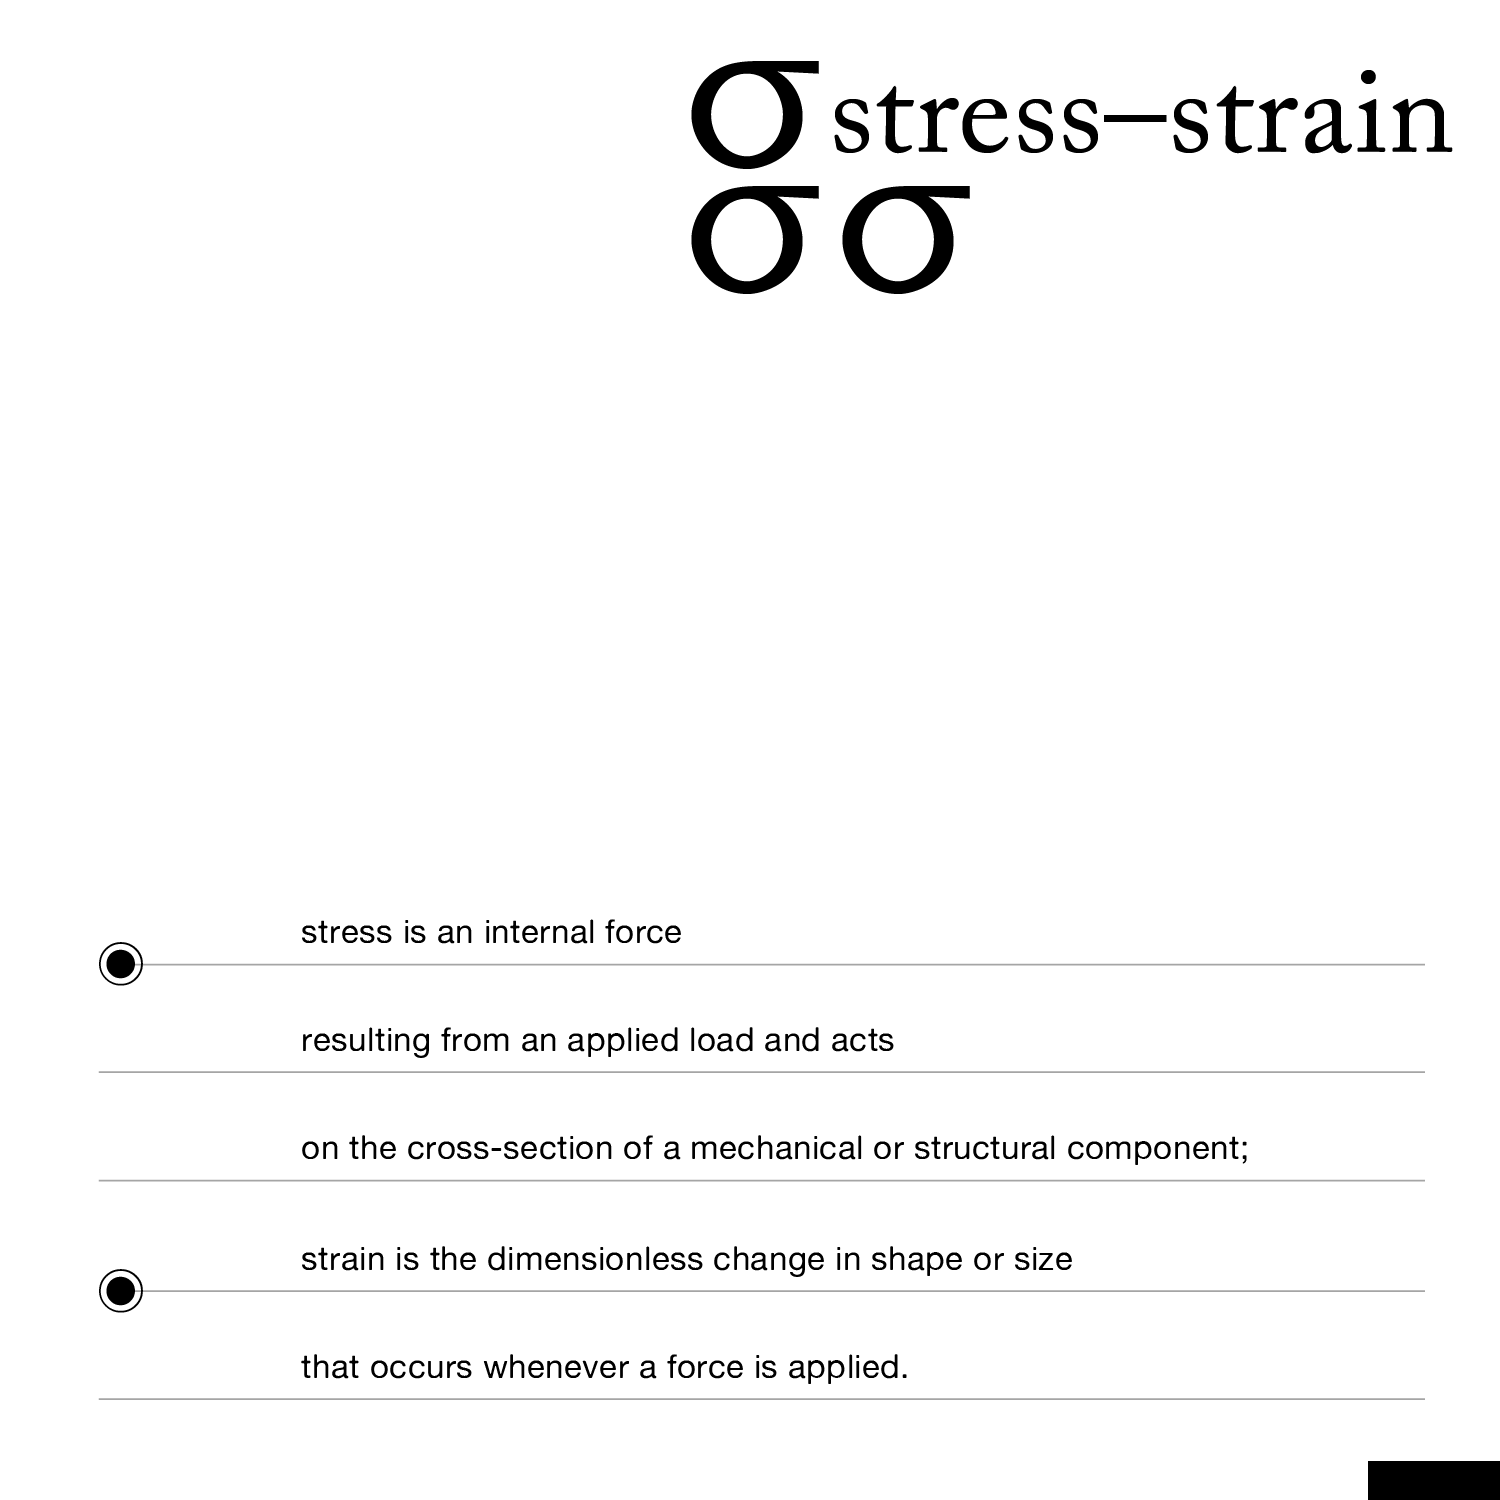 σ stress–strain
σ σ
stress is an internal force
resulting from an applied load and acts
on the cross-section of a mechanical or structural component;
strain is the dimensionless change in shape or size
that occurs whenever a force is applied.